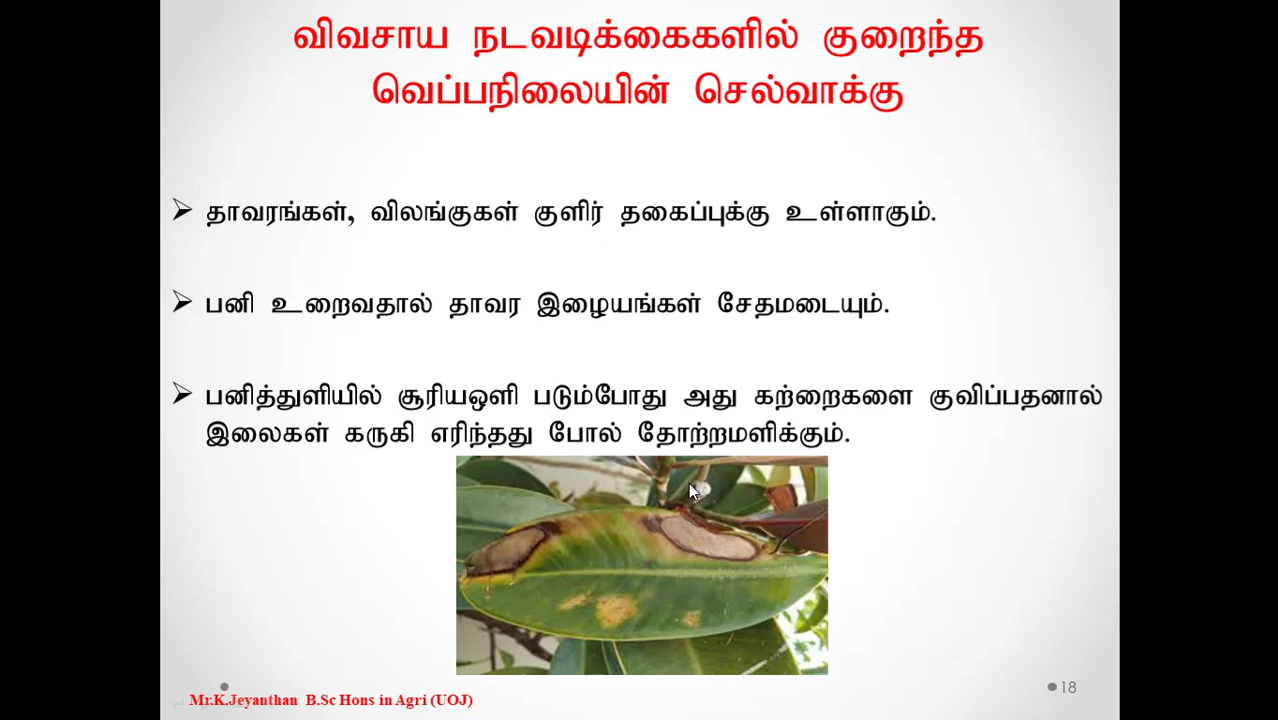 விவசாய நடவடிக்கைகளில் குறைந்த
வெப்பநிலையின் செல்வாக்கு
➢ தாவரங்கள், விலங்குகள் குளிர் தகைப்புக்கு உள்ளாகும்.
➢ பனி உறைவதால் தாவர இழையங்கள் சேதமடையும்.
➢ பனித்துளியில் சூரியஒளி படும்போது அது கற்றைகளை குவிப்பதனால்
இலைகள் கருகி எரிந்தது போல் தோற்றமளிக்கும்.
Mr.K.Jeyanthan B.Sc Hons in Agri (UOJ)
18